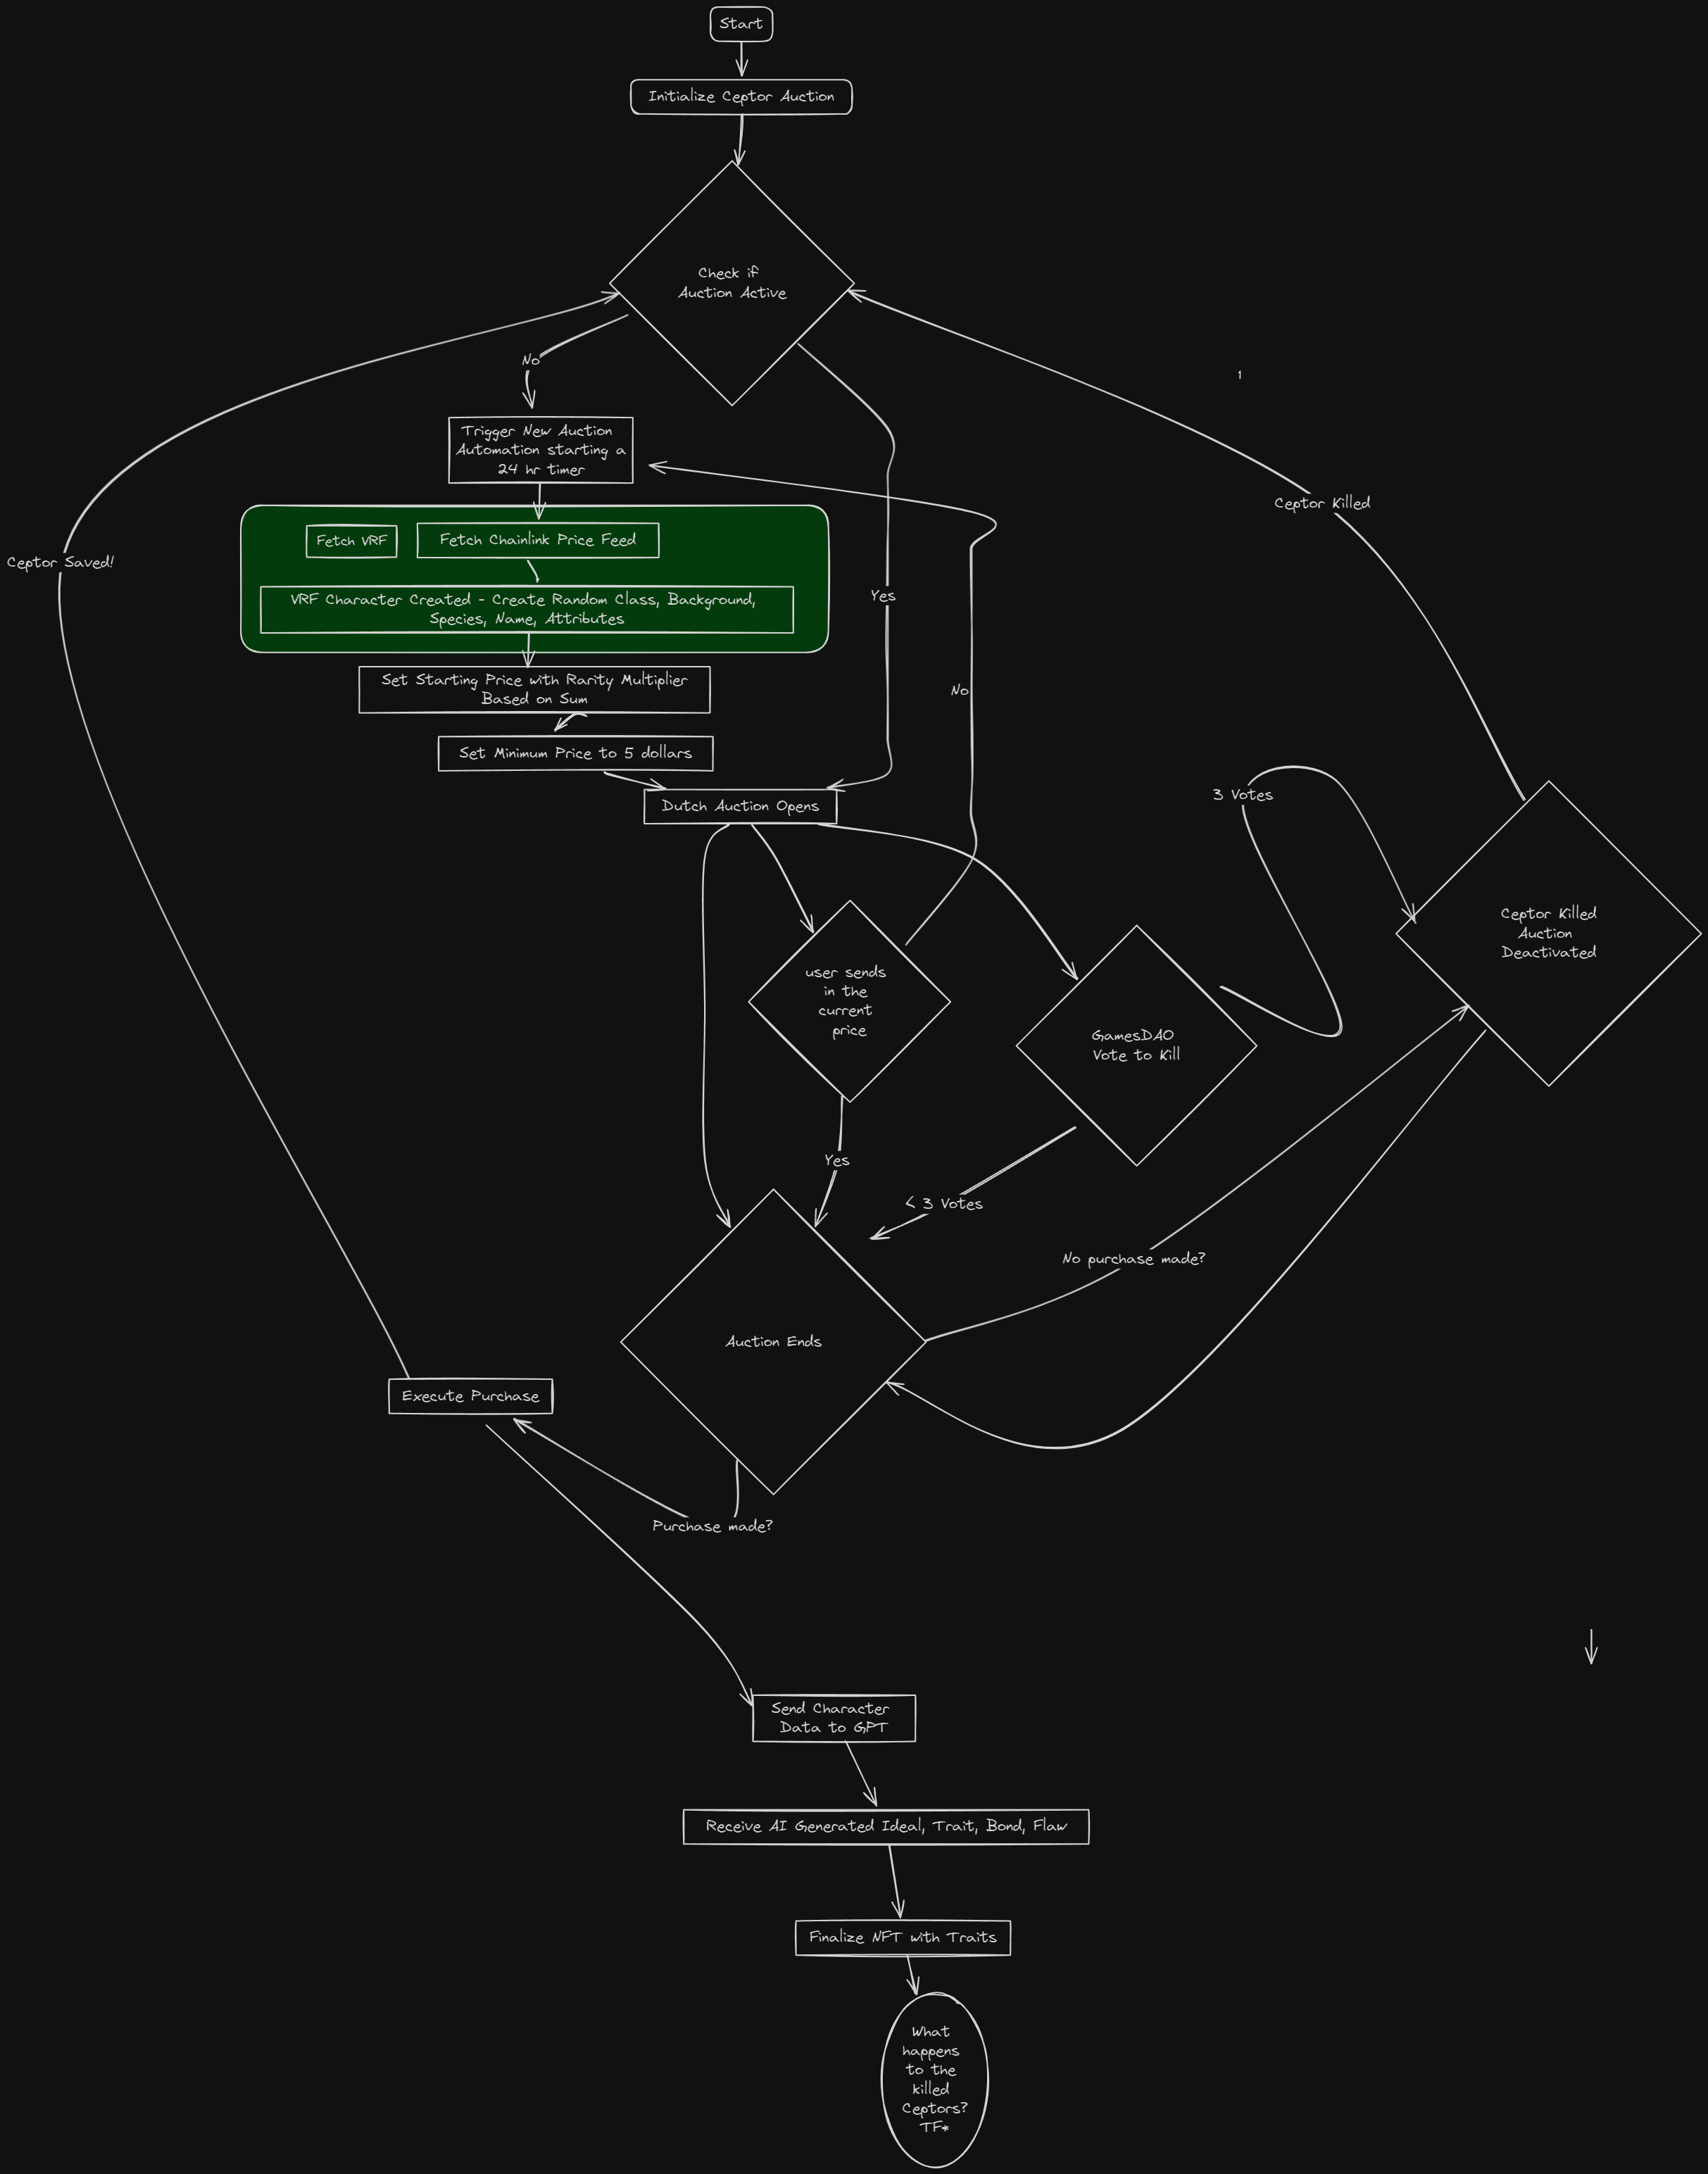 Start
Initialize Ceptor Auction
Check if
Auction Active
No
1
Trigger New Auction
Automation starting a
24 hr timer
Ceptor Killed
Fetch VRF
Fetch Chainlink Price Feed
Ceptor Saved!
VRF Character Created - Create Random Class, Background,
Species, Name, Attributes
Yes
Set Starting Price with Rarity Multiplier
Based on Sum
No
Set Minimum Price to 5 dollars
3 Votes
Dutch Auction Opens
Ceptor Killed
Auction
Deactivated
user sends
in the
current
price
GamesDAO
Vote to Kill
Yes
< 3 Votes
No purchase made?
Auction Ends
Execute Purchase
Purchase made?
Send Character
Data to GPT
Receive AI Generated Ideal, Trait, Bond, Flaw
Finalize NFT with Traits
What
happens
to the
killed
Ceptors?
TF*